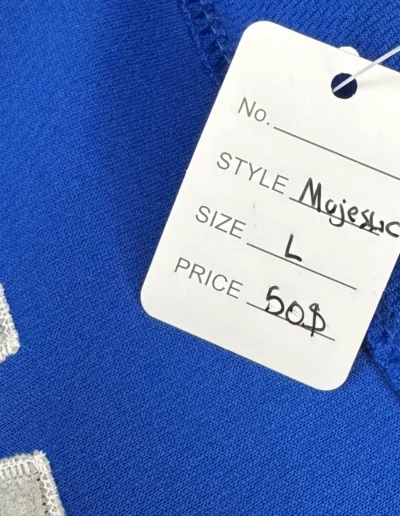 No.
STYLE Majestic
SIZE L
PRICE 50$